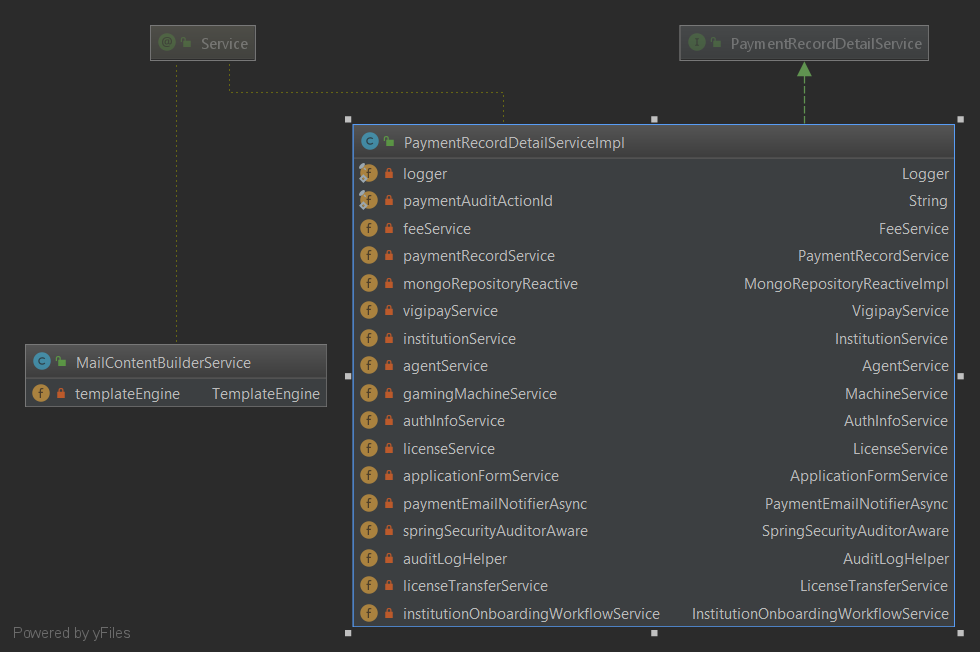 Service
PaymentRecordDetailService
PaymentRecordDetailServiceImpl
logger Logger
paymentAuditActionId String
feeService FeeService
paymentRecordService PaymentRecordService
mongoRepositoryReactive MongoRepositoryReactiveImpl
vigipayService VigipayService
institutionService InstitutionService
agentService AgentService
gamingMachineService MachineService
authInfoService AuthInfoService
licenseService LicenseService
applicationFormService ApplicationFormService
paymentEmailNotifierAsync PaymentEmailNotifierAsync
springSecurityAuditorAware SpringSecurityAuditorAware
auditLogHelper AuditLogHelper
licenseTransferService LicenseTransferService
institutionOnboardingWorkflowService InstitutionOnboardingWorkflowService
MailContentBuilderService
templateEngine TemplateEngine
Powered by yFiles